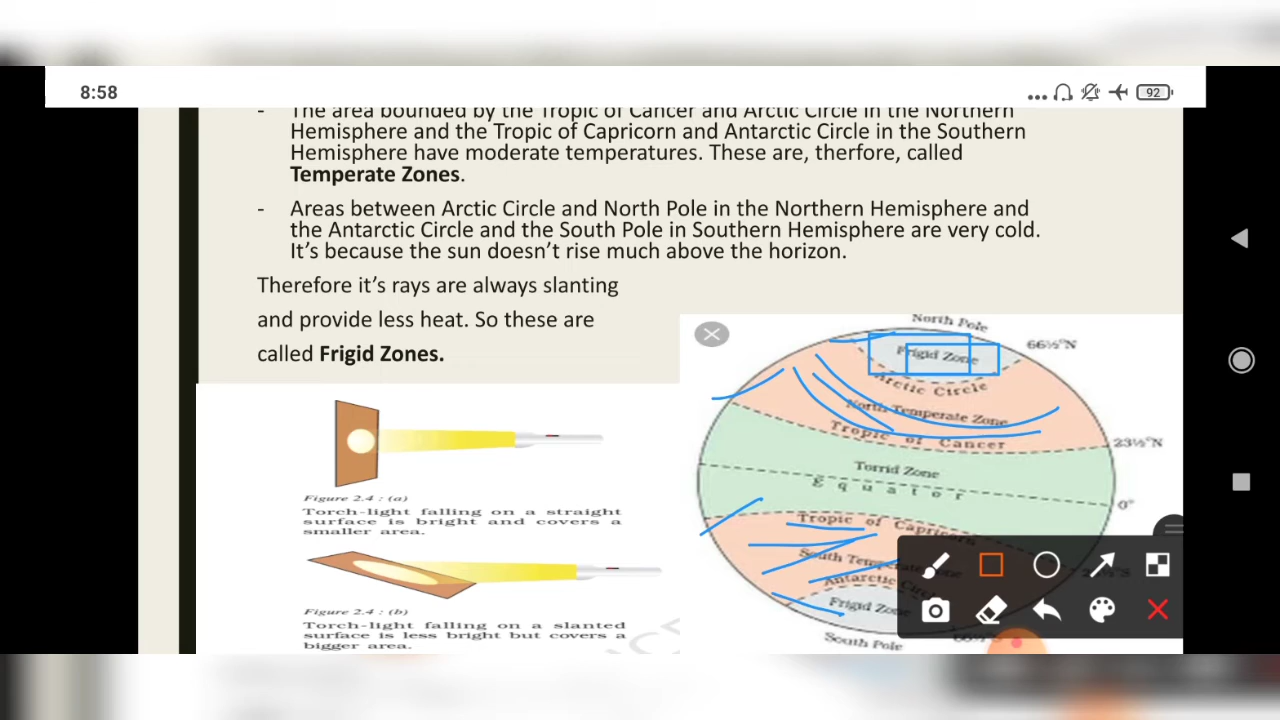 8:58
92
- The area bounded by the Tropic of Cancer and Arctic Circle in the Northern
Hemisphere and the Tropic of Capricorn and Antarctic Circle in the Southern
Hemisphere have moderate temperatures. These are, therfore, called
Temperate Zones.
- Areas between Arctic Circle and North Pole in the Northern Hemisphere and
the Antarctic Circle and the South Pole in Southern Hemisphere are very cold.
It's because the sun doesn't rise much above the horizon.
Therefore it's rays are always slanting
and provide less heat. So these are
called Frigid Zones.
Figure 2.4 : (a)
Torch-light falling on a straight
surface is bright and covers a
smaller area.
Figure 2.4 : (b)
Torch-light falling on a slanted
surface is less bright but covers a
bigger area.
North Pole
66½°N
Frigid Zone
Arctic Circle
North Temperate Zone
Tropic of Cancer
23½°N
Torrid Zone
Equator
0°
Tropic of Capricorn
South Temperate Zone
Antarctic
Frigid Zone
South Pole